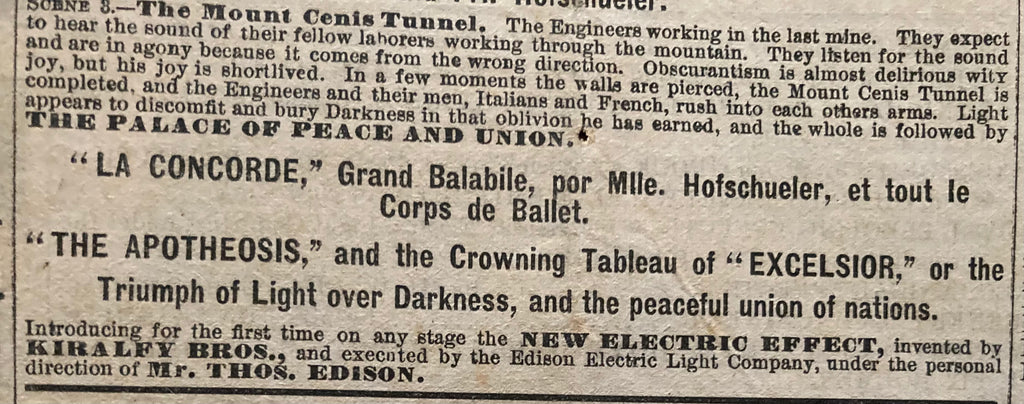 Hofschueler.
SCENE 8.—The Mount Cenis Tunnel. The Engineers working in the last mine. They expect
to hear the sound of their fellow laborers working through the mountain. They listen for the sound
and are in agony because it comes from the wrong direction. Obscurantism is almost delirious with
joy, but his joy is shortlived. In a few moments the walls are pierced, the Mount Cenis Tunnel is
completed, and the Engineers and their men, Italians and French, rush into each others arms. Light
appears to discomfit and bury Darkness in that oblivion he has earned, and the whole is followed by
THE PALACE OF PEACE AND UNION.
"LA CONCORDE," Grand Balabile, por Mlle. Hofschueler, et tout le
Corps de Ballet.
"THE APOTHEOSIS," and the Crowning Tableau of "EXCELSIOR," or the
Triumph of Light over Darkness, and the peaceful union of nations.
Introducing for the first time on any stage the NEW ELECTRIC EFFECT, invented by
KIRALFY BROS., and executed by the Edison Electric Light Company, under the personal
direction of Mr. THOS. EDISON.